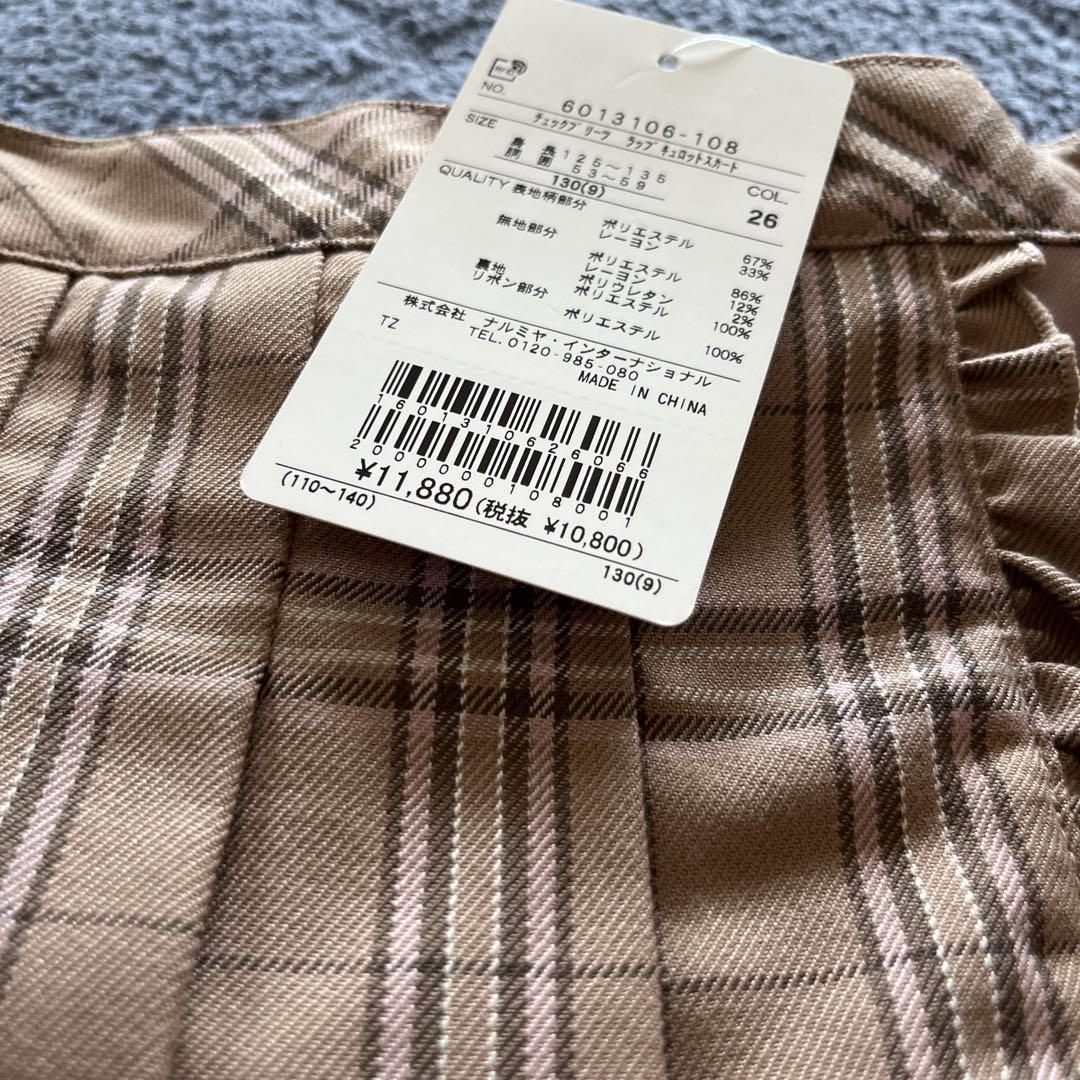 RFID
NO. 6013106-108
チェックプリーツ ラップキュロットスカート
SIZE 身長 125~135
胴囲 53~59
130(9) COL.
QUALITY 表地柄部分 26
ポリエステル 67%
レーヨン 33%
無地部分 ポリエステル 86%
レーヨン 12%
ポリウレタン 2%
裏地 ポリエステル 100%
リボン部分 ポリエステル 100%
株式会社 ナルミヤ・インターナショナル
TZ TEL.0120-985-080
MADE IN CHINA
1601310626066
2000000108001
¥11,880(税抜 ¥10,800)
(110~140)
130(9)